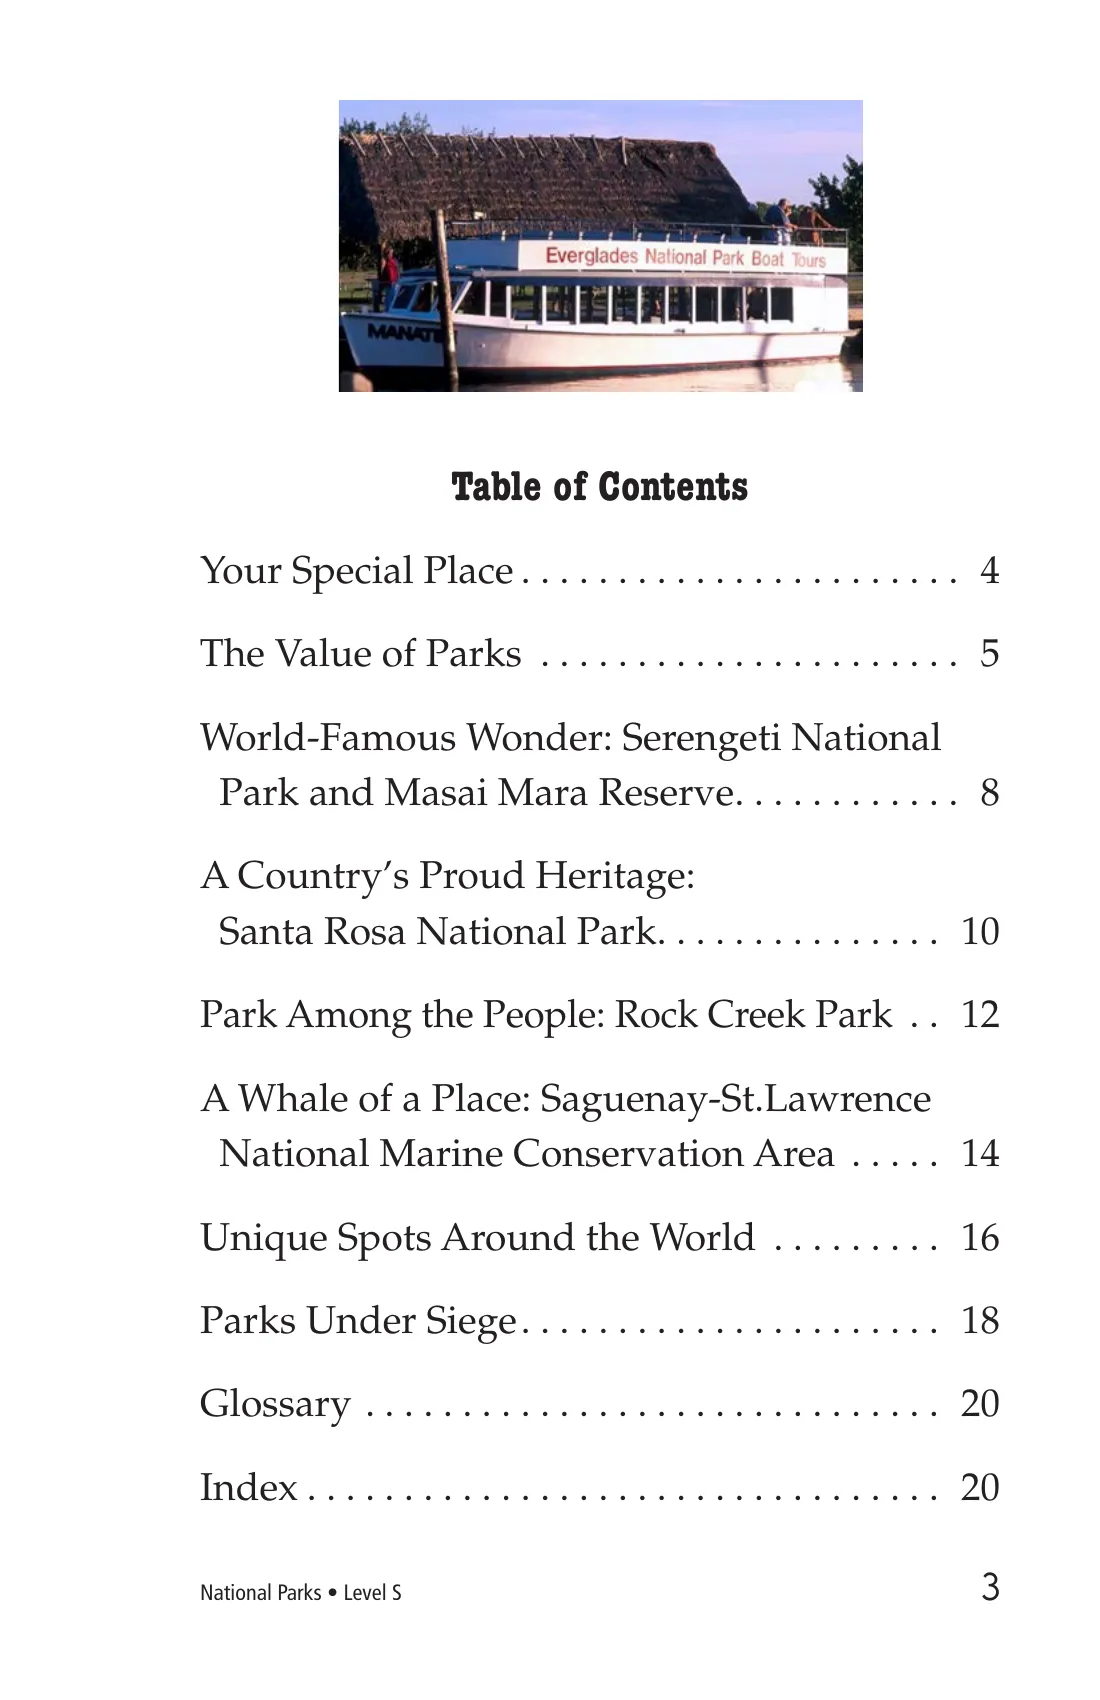 Everglades National Park Boat Tours
Table of Contents
Your Special Place . . . . . . . . . . . . . . . . . . . . . . . 4
The Value of Parks . . . . . . . . . . . . . . . . . . . . . . 5
World-Famous Wonder: Serengeti National
Park and Masai Mara Reserve. . . . . . . . . . . . 8
A Country’s Proud Heritage:
Santa Rosa National Park. . . . . . . . . . . . . . . 10
Park Among the People: Rock Creek Park . . 12
A Whale of a Place: Saguenay-St.Lawrence
National Marine Conservation Area . . . . . 14
Unique Spots Around the World . . . . . . . . . 16
Parks Under Siege . . . . . . . . . . . . . . . . . . . . . . 18
Glossary . . . . . . . . . . . . . . . . . . . . . . . . . . . . . . 20
Index . . . . . . . . . . . . . . . . . . . . . . . . . . . . . . . . . 20
National Parks • Level S 3